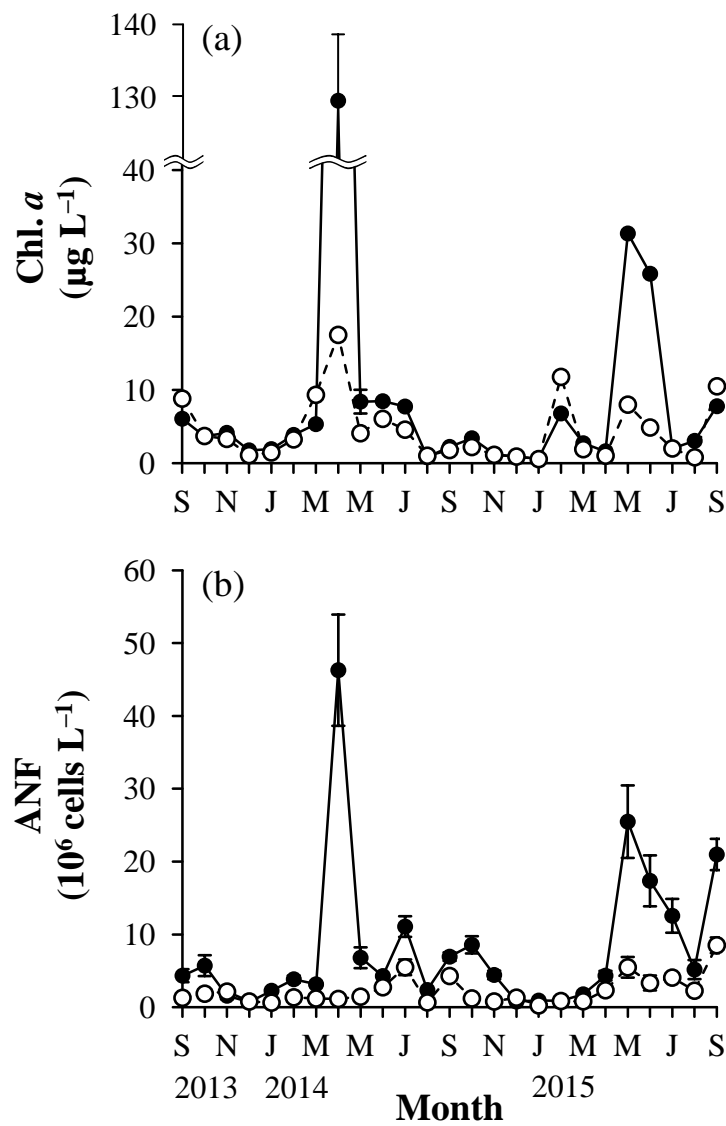 (a)
140
130
40
30
20
10
0
Chl. a
(µg L⁻¹)
S N J M M J S N J M M J S
(b)
60
50
40
30
20
10
0
ANF
(10⁶ cells L⁻¹)
S N J M M J S N J M M J S
2013 2014 2015
Month